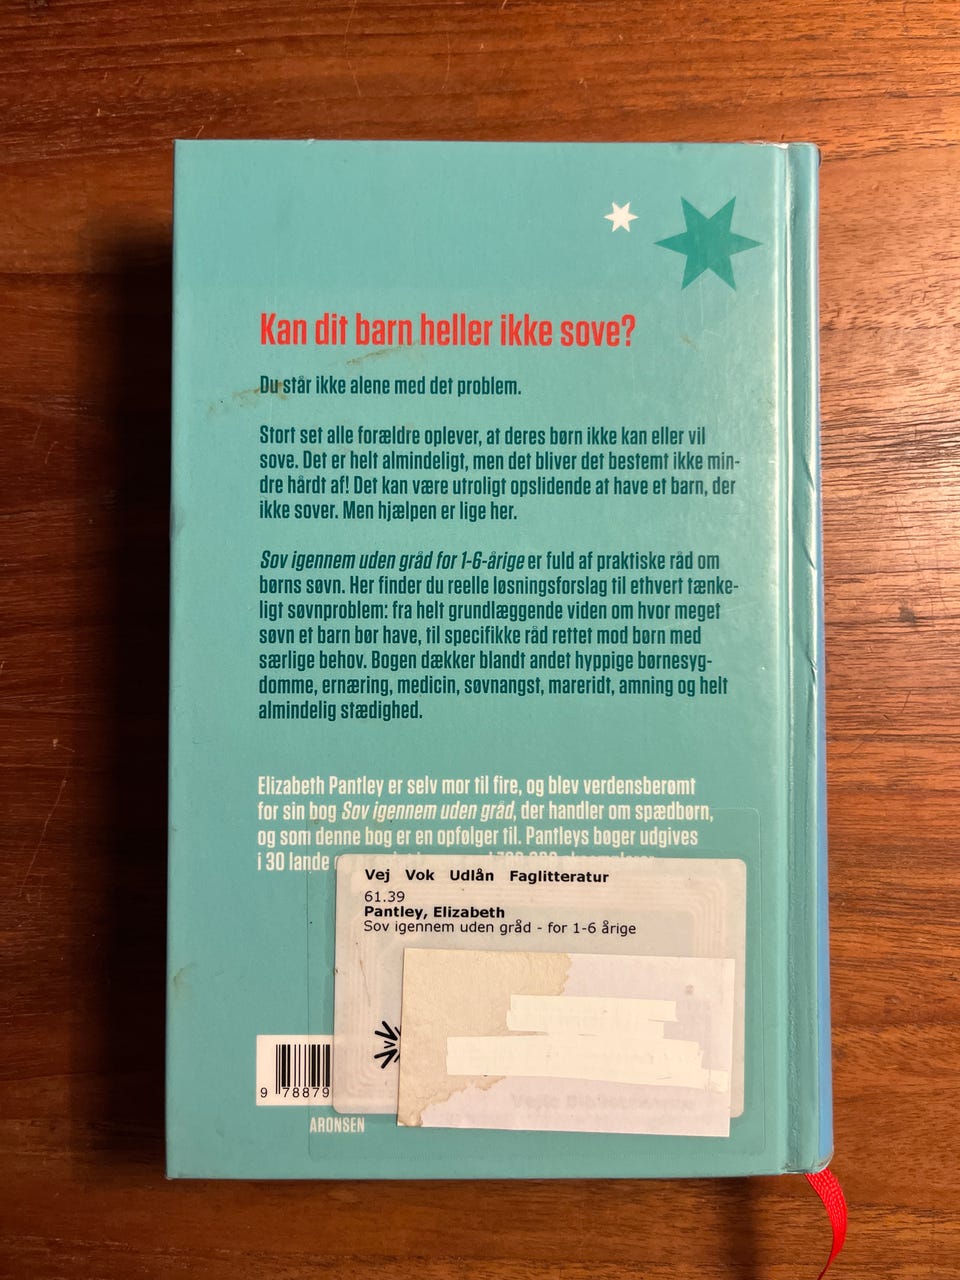 Kan dit barn heller ikke sove?
Du står ikke alene med det problem.
Stort set alle forældre oplever, at deres børn ikke kan eller vil
sove. Det er helt almindeligt, men det bliver det bestemt ikke min-
dre hårdt af! Det kan være utroligt opslidende at have et barn, der
ikke sover. Men hjælpen er lige her.
Sov igennem uden gråd for 1-6-årige er fuld af praktiske råd om
børns søvn. Her finder du reelle løsningsforslag til ethvert tænke-
ligt søvnproblem: fra helt grundlæggende viden om hvor meget
søvn et barn bør have, til specifikke råd rettet mod børn med
særlige behov. Bogen dækker blandt andet hyppige børnesyg-
domme, ernæring, medicin, søvnangst, mareridt, amning og helt
almindelig stædighed.
Elizabeth Pantley er selv mor til fire, og blev verdensberømt
for sin bog Sov igennem uden gråd, der handler om spædbørn,
og som denne bog er en opfølger til. Pantleys bøger udgives
i 30 lande
Vej Vok Udlån Faglitteratur
61.39
Pantley, Elizabeth
Sov igennem uden gråd - for 1-6 årige
9 78879
ARONSEN